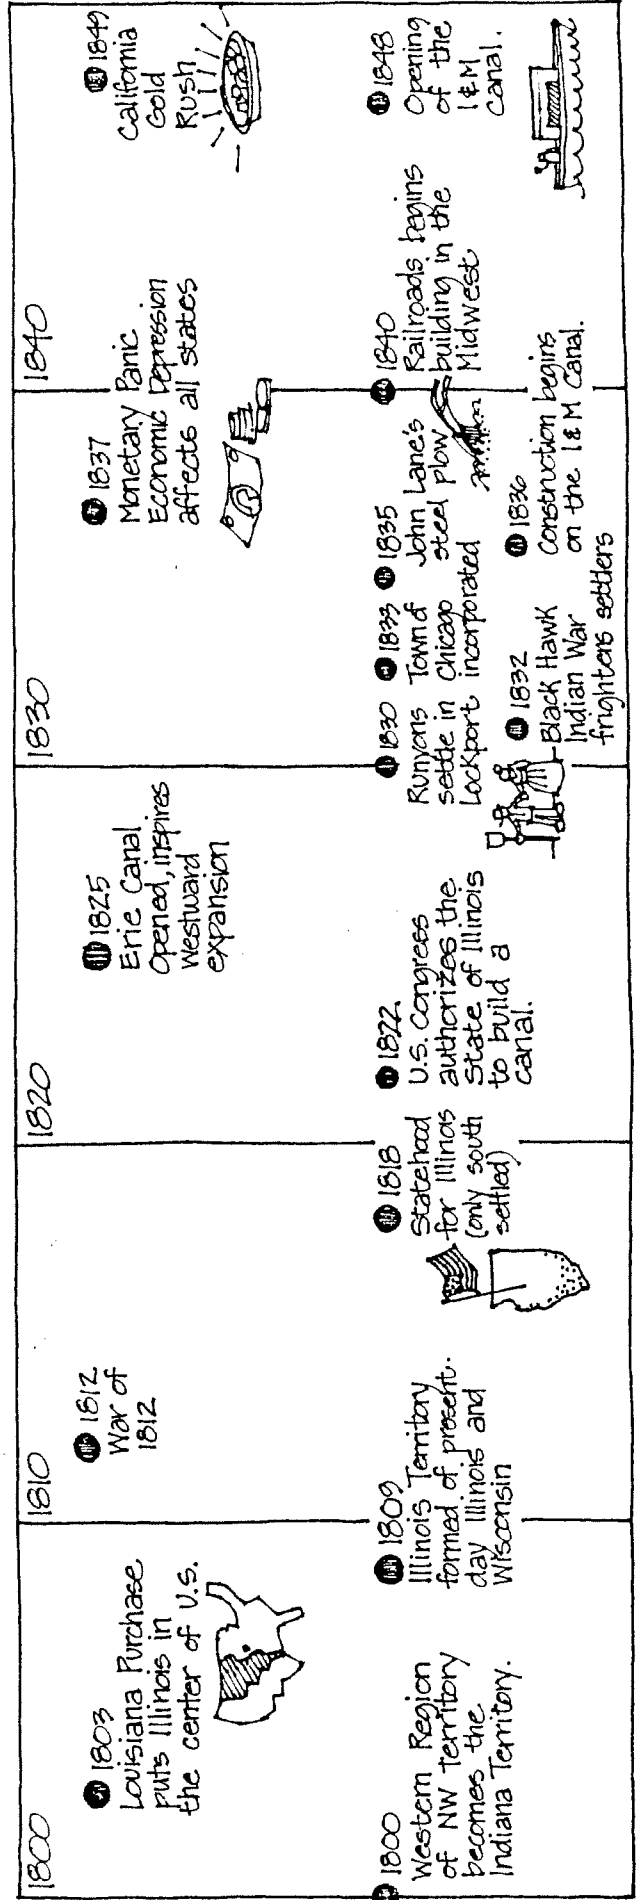 1800
1803
Louisiana Purchase
puts Illinois in
the center of U.S.
1800
Western Region
of NW Territory
becomes the
Indiana Territory.
1809
Illinois Territory
formed of present-
day Illinois and
Wisconsin
1810
1812
War of
1812
1818
Statehood
for Illinois
(only south
settled)
1820
1825
Erie Canal
Opened, inspires
Westward
expansion
1822
U.S. Congress
authorizes the
State of Illinois
to build a
canal.
1830
1837
Monetary Panic
Economic Depression
affects all states
1830
Runyons
settle in
Lockport
1833
Town of
Chicago
incorporated
1835
John Lane's
steel plow
1832
Black Hawk
Indian War
frighters settlers
1836
Construction begins
on the I & M Canal.
1840
1849
California
Gold
Rush
1840
Railroads begins
building in the
Midwest
1848
Opening
of the
I & M
Canal.